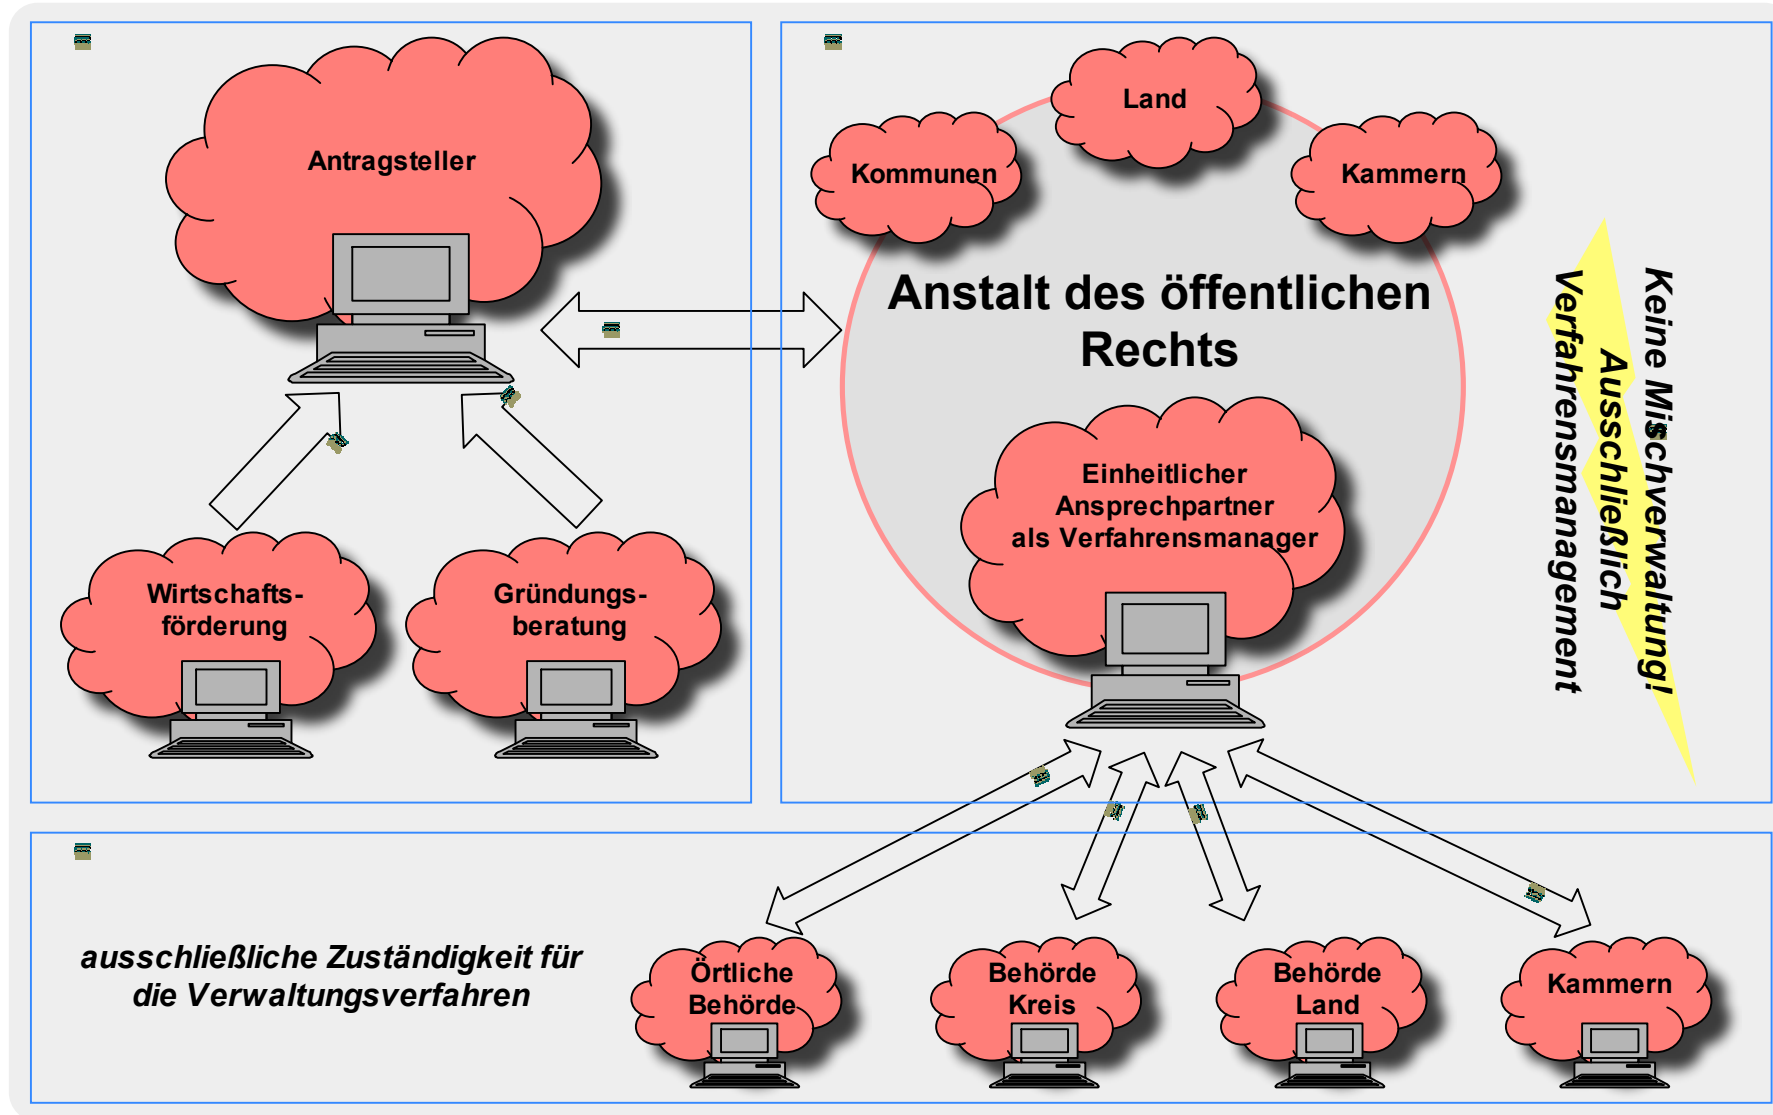 Antragsteller
Wirtschafts-
förderung
Gründungs-
beratung
Land
Kommunen
Kammern
Anstalt des öffentlichen
Rechts
Einheitlicher
Ansprechpartner
als Verfahrensmanager
Keine Mischverwaltung!
Ausschließlich
Verfahrensmanagement
ausschließliche Zuständigkeit für
die Verwaltungsverfahren
Örtliche
Behörde
Behörde
Kreis
Behörde
Land
Kammern